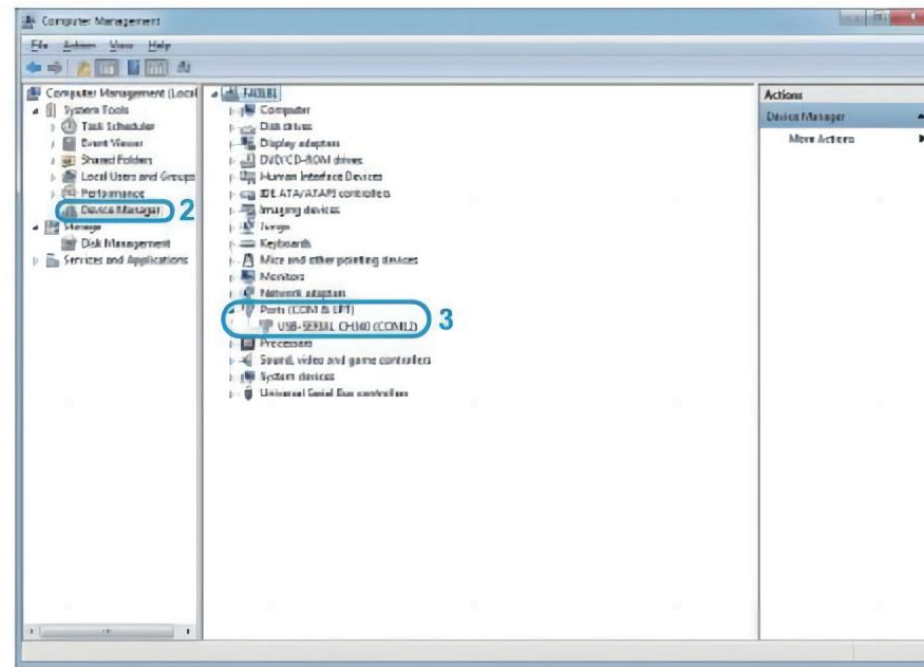 Computer Management
File Action View Help
Computer Management (Local
System Tools
Task Scheduler
Event Viewer
Shared Folders
Local Users and Groups
Performance
Device Manager
2
Storage
Disk Management
Services and Applications
Computer
Disk drives
Display adapters
DVD/CD-ROM drives
Human Interface Devices
IDE ATA/ATAPI controllers
Imaging devices
Jungo
Keyboards
Mice and other pointing devices
Monitors
Network adapters
Ports (COM & LPT)
USB-SERIAL CH340 (COM12)
3
Processors
Sound, video and game controllers
System devices
Universal Serial Bus controllers
Actions
Device Manager
More Actions